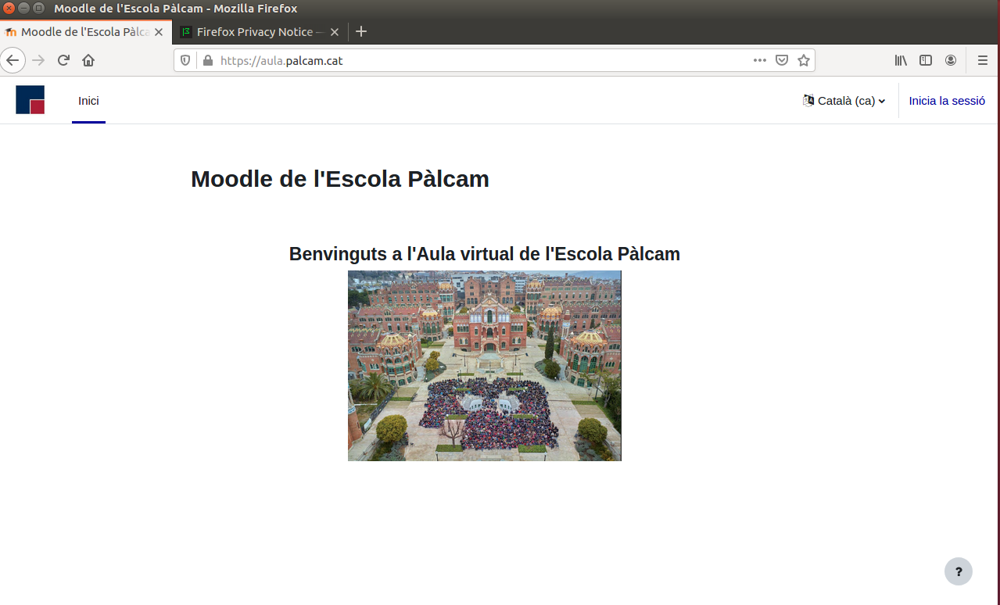 Moodle de l'Escola Pàlcam - Mozilla Firefox
Moodle de l'Escola Pàlca
Firefox Privacy Notice —
https://aula.palcam.cat
Inici
Català (ca)
Inicia la sessió
Moodle de l'Escola Pàlcam
Benvinguts a l'Aula virtual de l'Escola Pàlcam
?